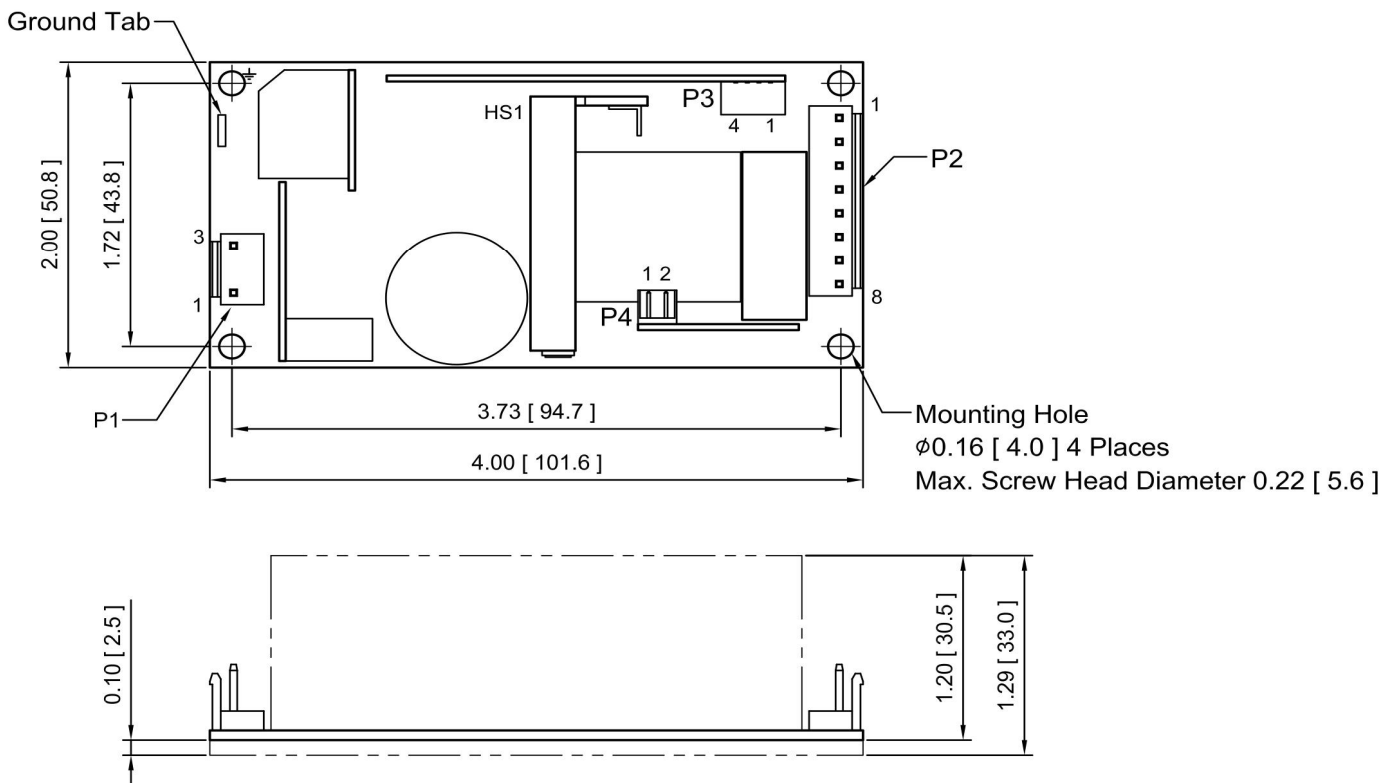 Ground Tab
HS1
P3
4 1
1
P2
2.00 [ 50.8 ]
1.72 [ 43.8 ]
3
1
1 2
P4
8
P1
3.73 [ 94.7 ]
4.00 [ 101.6 ]
Mounting Hole
⌀0.16 [ 4.0 ] 4 Places
Max. Screw Head Diameter 0.22 [ 5.6 ]
0.10 [ 2.5 ]
1.20 [ 30.5 ]
1.29 [ 33.0 ]